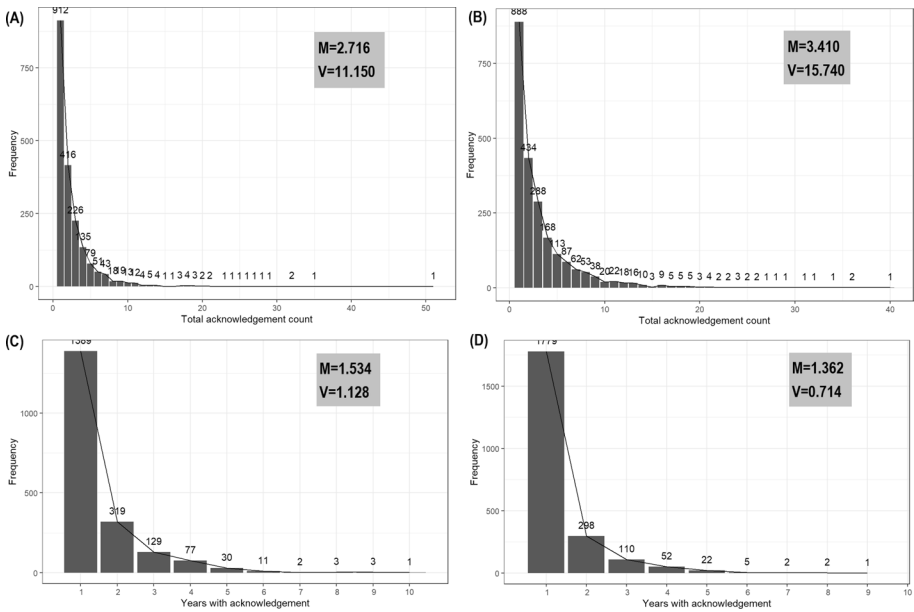 (A)
912
M=2.716
V=11.150
750
500
416
250
226
135
79
51
43
18 19 13 12 4 5 4 1 1 3 4 3 2 2 1 1 1 1 1 1 1 2 1 1
0
0 10 20 30 40 50
Frequency
Total acknowledgement count
(B)
888
M=3.410
V=15.740
750
500
434
288
250
168
113
87
62 53 38
20 22 18 16 10 3 9 5 5 5 3 4 2 2 3 2 2 2 1 1 1 1 1 1 2 1
0
0 10 20 30 40
Frequency
Total acknowledgement count
(C)
1389
M=1.534
V=1.128
1000
500
319
129
77
30
11
2 3 3 1
0
1 2 3 4 5 6 7 8 9 10
Frequency
Years with acknowledgement
(D)
1779
M=1.362
V=0.714
1500
1000
500
298
110
52
22
5 2 2 1
0
1 2 3 4 5 6 7 8 9 10
Frequency
Years with acknowledgement